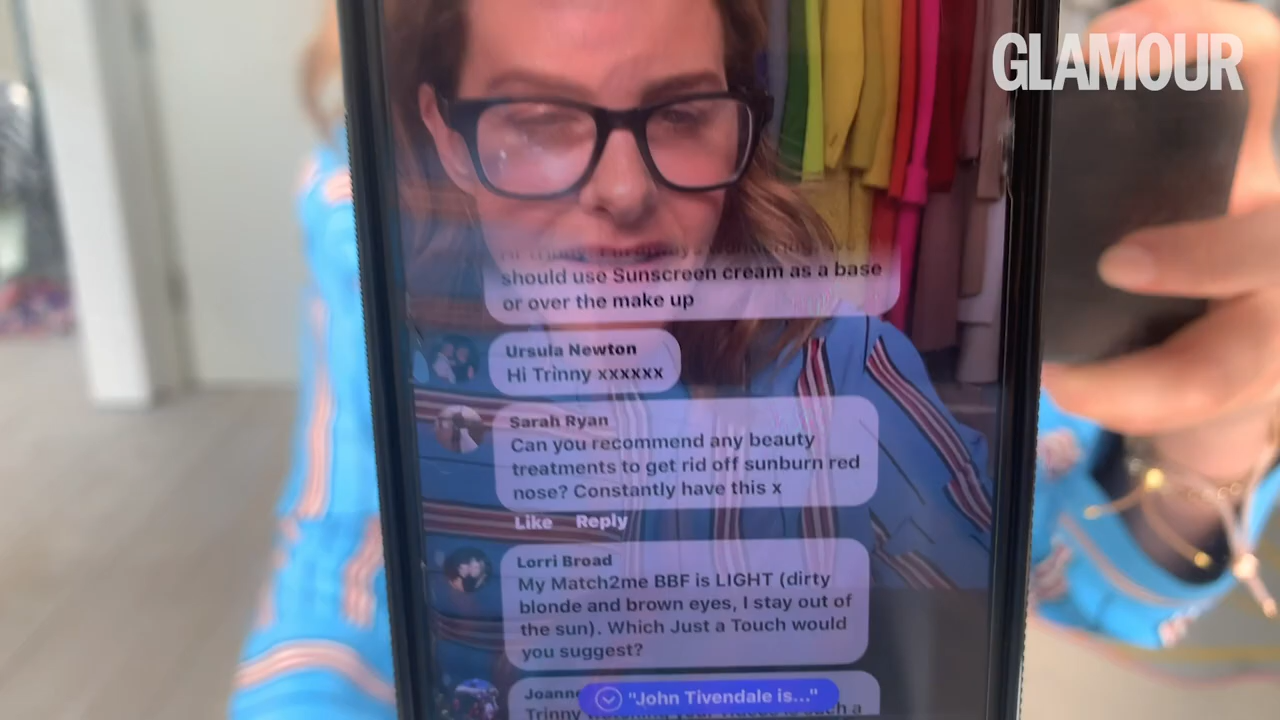 GLAMOUR
should use Sunscreen cream as a base
or over the make up
Ursula Newton
Hi Trinny xxxxxx
Sarah Ryan
Can you recommend any beauty
treatments to get rid off sunburn red
nose? Constantly have this x
Like Reply
Lorri Broad
My Match2me BBF is LIGHT (dirty
blonde and brown eyes, I stay out of
the sun). Which Just a Touch would
you suggest?
Joanne
"John Tivendale is..."
Trinny